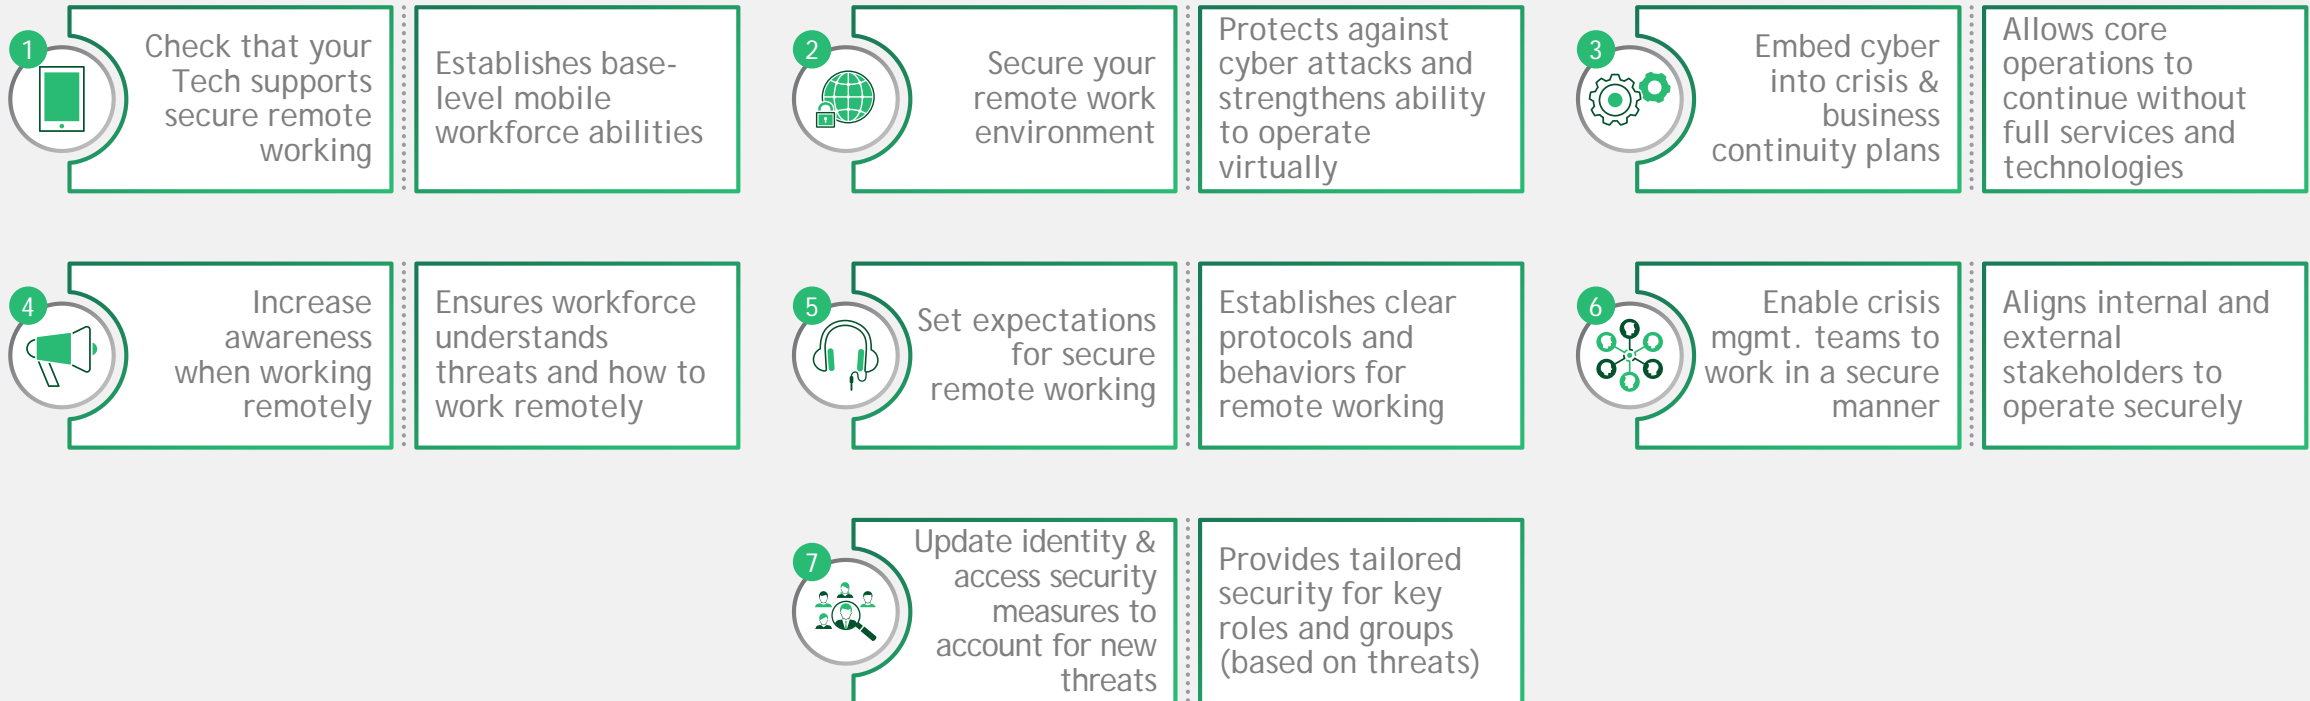 1
Check that your
Tech supports
secure remote
working
Establishes base-
level mobile
workforce abilities
2
Secure your
remote work
environment
Protects against
cyber attacks and
strengthens ability
to operate
virtually
3
Embed cyber
into crisis &
business
continuity plans
Allows core
operations to
continue without
full services and
technologies
4
Increase
awareness
when working
remotely
Ensures workforce
understands
threats and how to
work remotely
5
Set expectations
for secure
remote working
Establishes clear
protocols and
behaviors for
remote working
6
Enable crisis
mgmt. teams to
work in a secure
manner
Aligns internal and
external
stakeholders to
operate securely
7
Update identity &
access security
measures to
account for new
threats
Provides tailored
security for key
roles and groups
(based on threats)